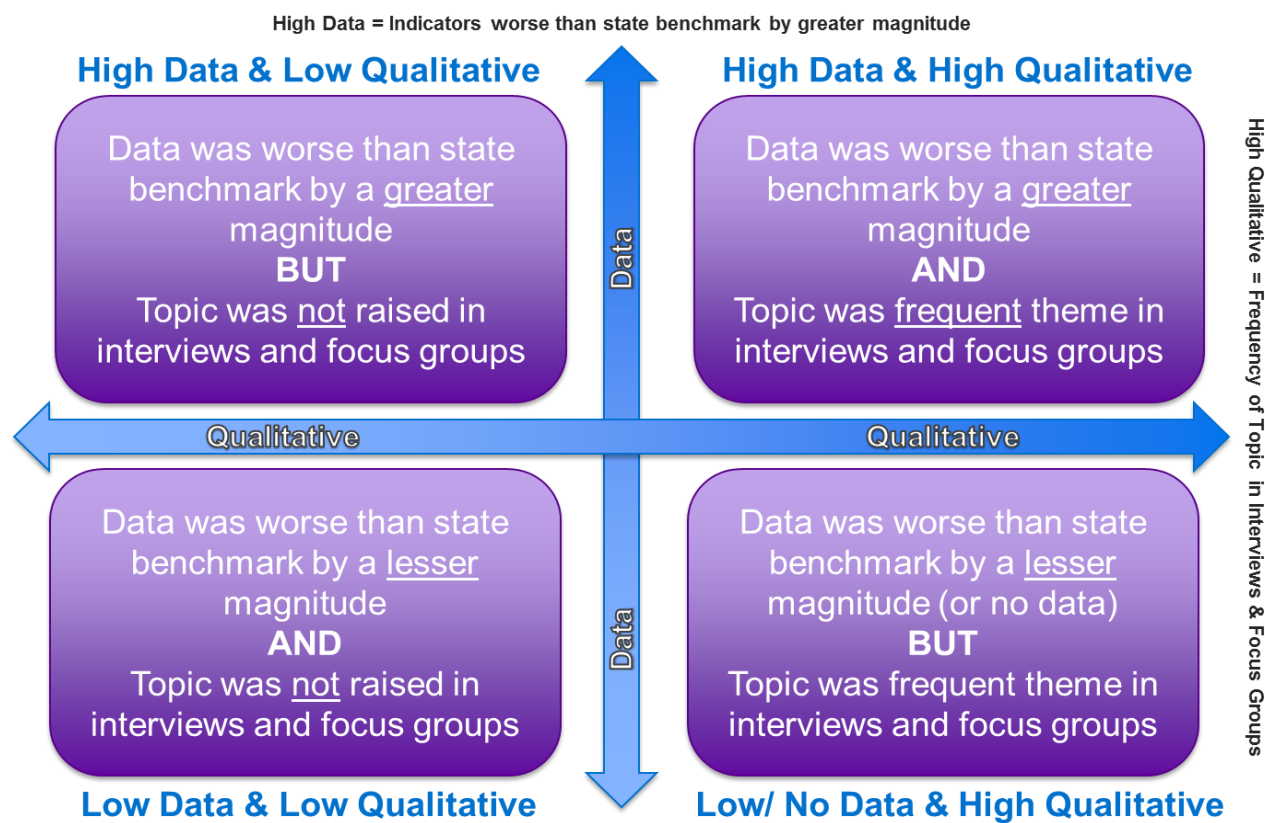 High Data = Indicators worse than state benchmark by greater magnitude
High Data & Low Qualitative
Data was worse than state
benchmark by a greater
magnitude
BUT
Topic was not raised in
interviews and focus groups
High Data & High Qualitative
Data was worse than state
benchmark by a greater
magnitude
AND
Topic was frequent theme in
interviews and focus groups
Data
Qualitative
Qualitative
Data
Data was worse than state
benchmark by a lesser
magnitude
AND
Topic was not raised in
interviews and focus groups
Low Data & Low Qualitative
Data was worse than state
benchmark by a lesser
magnitude (or no data)
BUT
Topic was frequent theme in
interviews and focus groups
Low/ No Data & High Qualitative
High Qualitative = Frequency of Topic in Interviews & Focus Groups